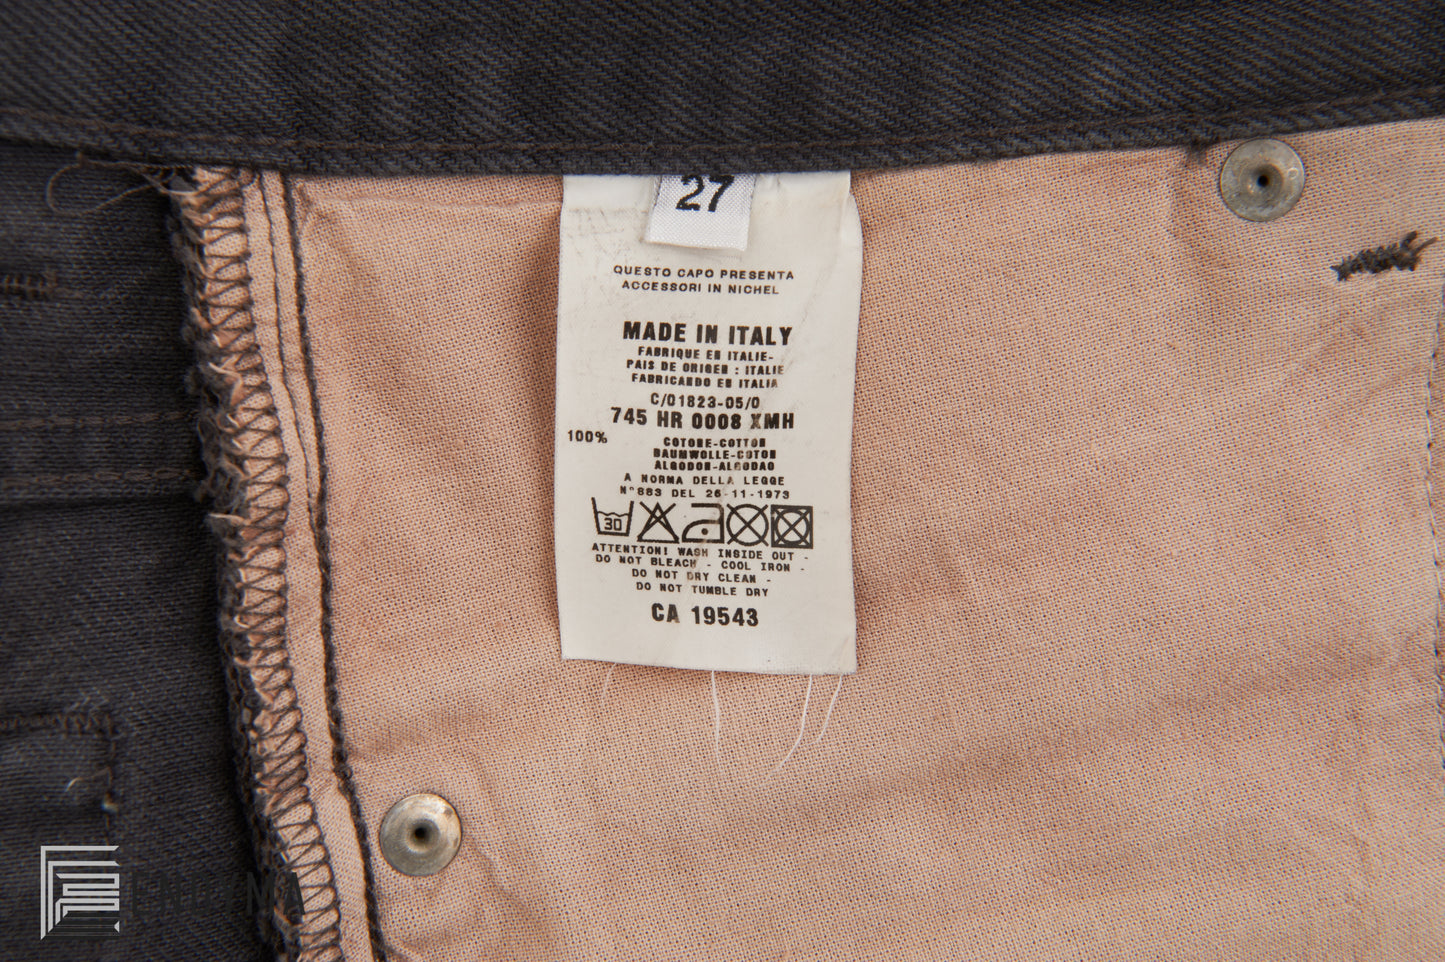 27
QUESTO CAPO PRESENTA
ACCESSORI IN NICHEL
MADE IN ITALY
FABRIQUE EN ITALIE-
PAIS DE ORIGEN : ITALIE
FABRICANDO EN ITALIA
C/01823-05/0
745 HR 0008 XMH
100%
COTONE-COTTON
BAUMWOLLE-COTON
ALGODON-ALGODAO
A NORMA DELLA LEGGE
N°883 DEL 26-11-1973
30
ATTENTION! WASH INSIDE OUT -
DO NOT BLEACH - COOL IRON -
DO NOT DRY CLEAN -
DO NOT TUMBLE DRY
CA 19543
ENIGMA